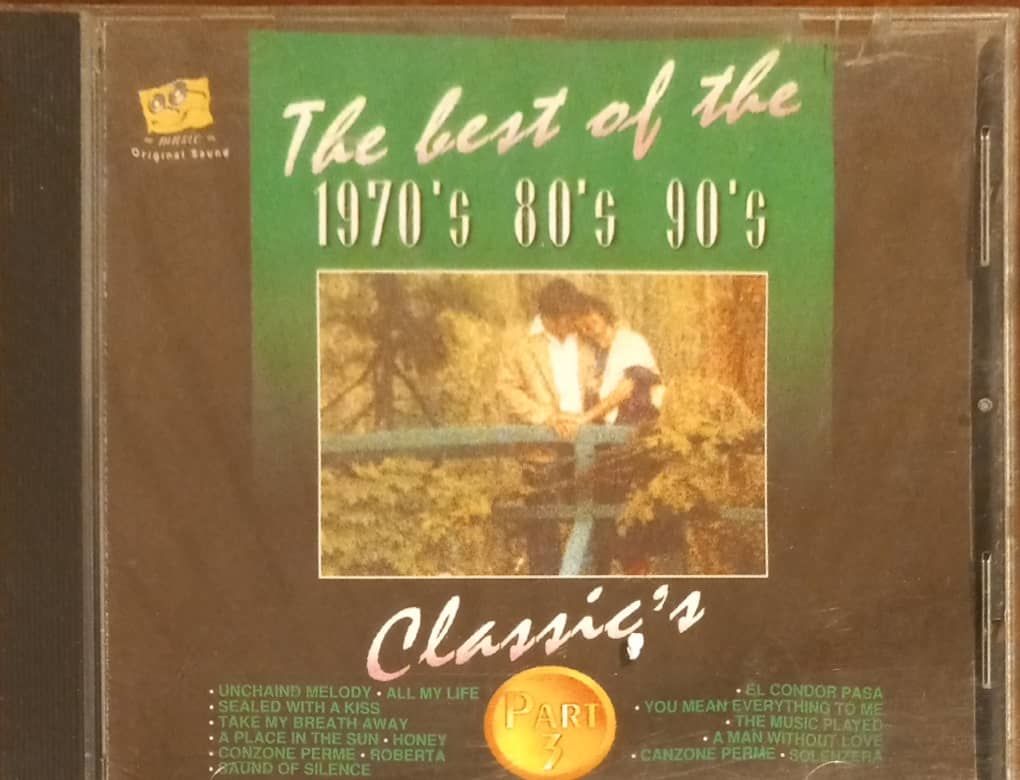 The best of the
1970's 80's 90's
MUSIC
Original Sound
Classic's
PART
3
• UNCHAIND MELODY • ALL MY LIFE
• SEALED WITH A KISS
• TAKE MY BREATH AWAY
• A PLACE IN THE SUN • HONEY
• CONZONE PERME • ROBERTA
• SAUND OF SILENCE
• EL CONDOR PASA
• YOU MEAN EVERYTHING TO ME
• THE MUSIC PLAYED
• A MAN WITHOUT LOVE
CANZONE PERME • SOLENZERA